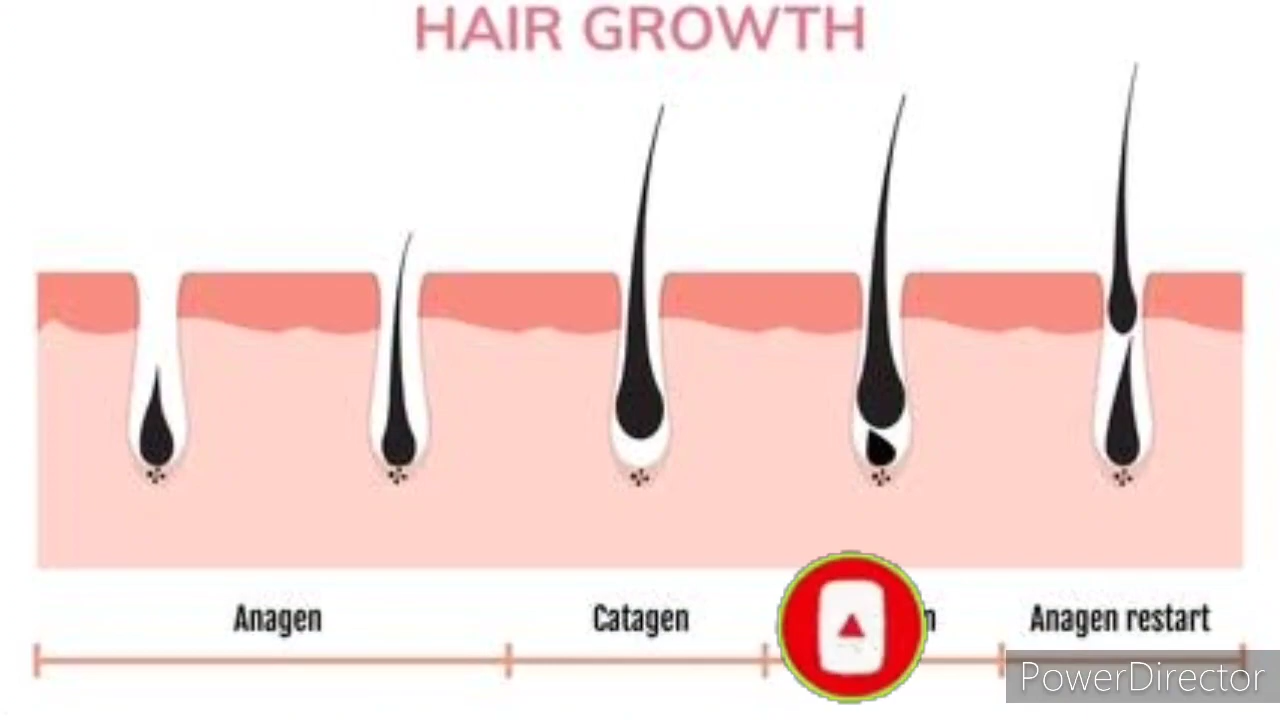 HAIR GROWTH
Anagen
Catagen
Anagen restart
PowerDirector